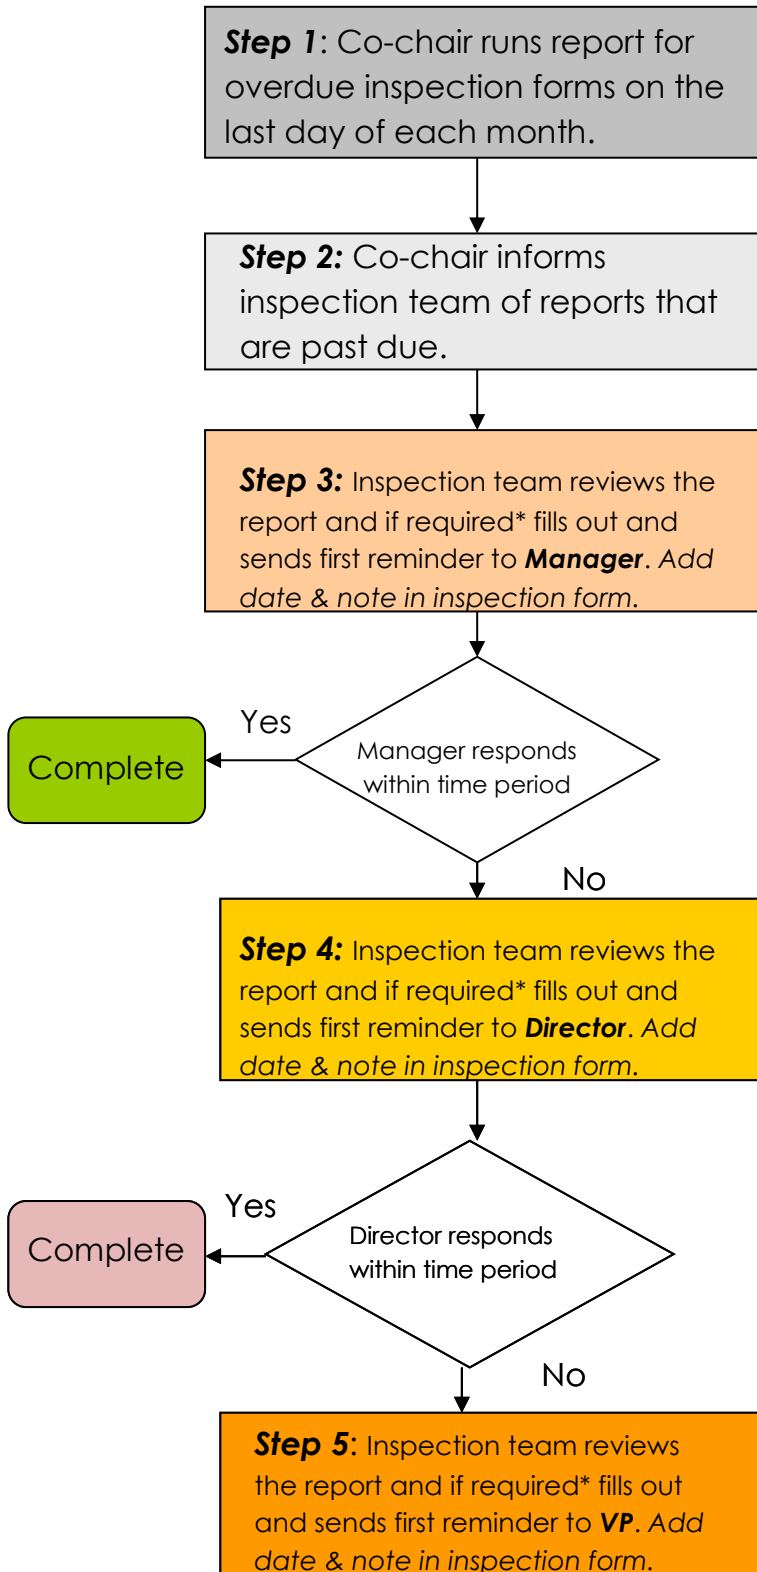 Step 1: Co-chair runs report for
overdue inspection forms on the
last day of each month.
Step 2: Co-chair informs
inspection team of reports that
are past due.
Step 3: Inspection team reviews the
report and if required* fills out and
sends first reminder to Manager. Add
date & note in inspection form.
Yes
Complete
Manager responds
within time period
No
Step 4: Inspection team reviews the
report and if required* fills out and
sends first reminder to Director. Add
date & note in inspection form.
Yes
Complete
Director responds
within time period
No
Step 5: Inspection team reviews
the report and if required* fills out
and sends first reminder to VP. Add
date & note in inspection form.